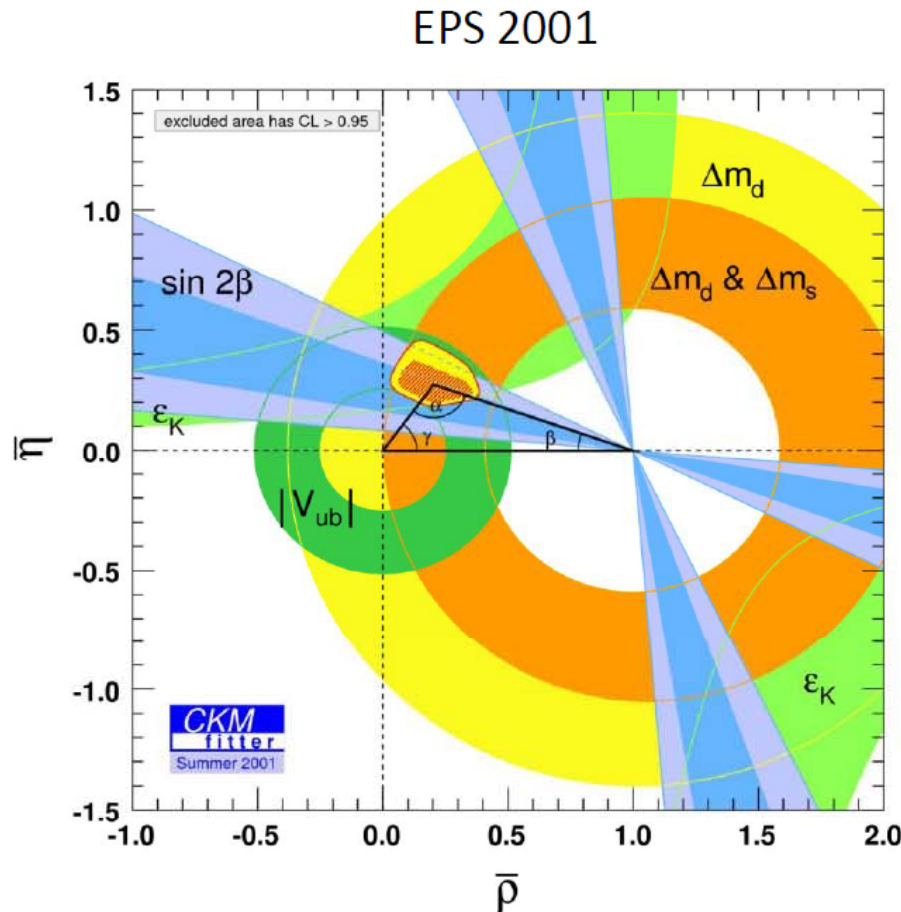 EPS 2001
1.5
excluded area has CL > 0.95
Δm_d
1.0
sin 2β
Δm_d & Δm_s
0.5
ε_K
α
γ
β
0.0
η̅
|V_ub|
-0.5
ε_K
-1.0
CKM
fitter
Summer 2001
-1.5
-1.0 -0.5 0.0 0.5 1.0 1.5 2.0
ρ̅